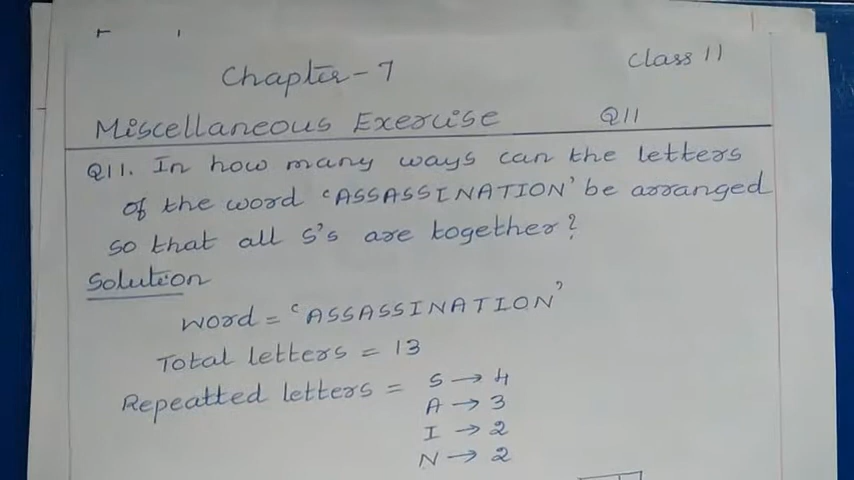 Chapter-7
Class 11
Miscellaneous Exercise Q11
Q11. In how many ways can the letters
of the word 'ASSASSINATION' be arranged
so that all S's are together?
Solution
Word = 'ASSASSINATION'
Total letters = 13
Repeatted letters = S → 4
A → 3
I → 2
N → 2